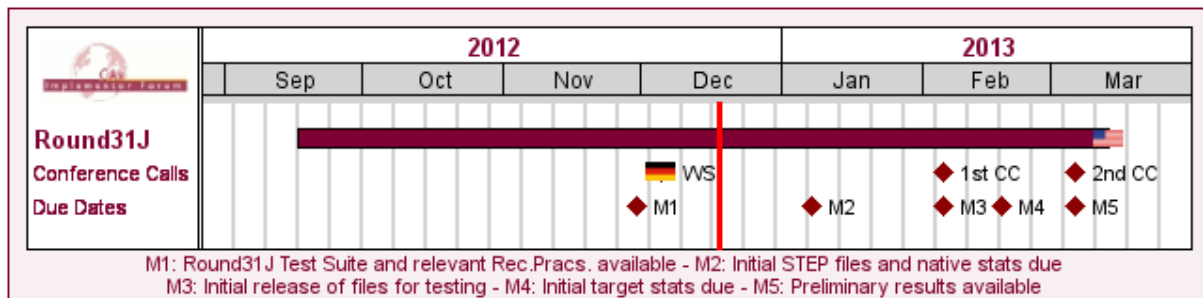 2012 2013
Sep Oct Nov Dec Jan Feb Mar
CAx
Implementor Forum
Round31J
Conference Calls WS 1st CC 2nd CC
Due Dates M1 M2 M3 M4 M5
M1: Round31J Test Suite and relevant Rec.Pracs. available - M2: Initial STEP files and native stats due
M3: Initial release of files for testing - M4: Initial target stats due - M5: Preliminary results available